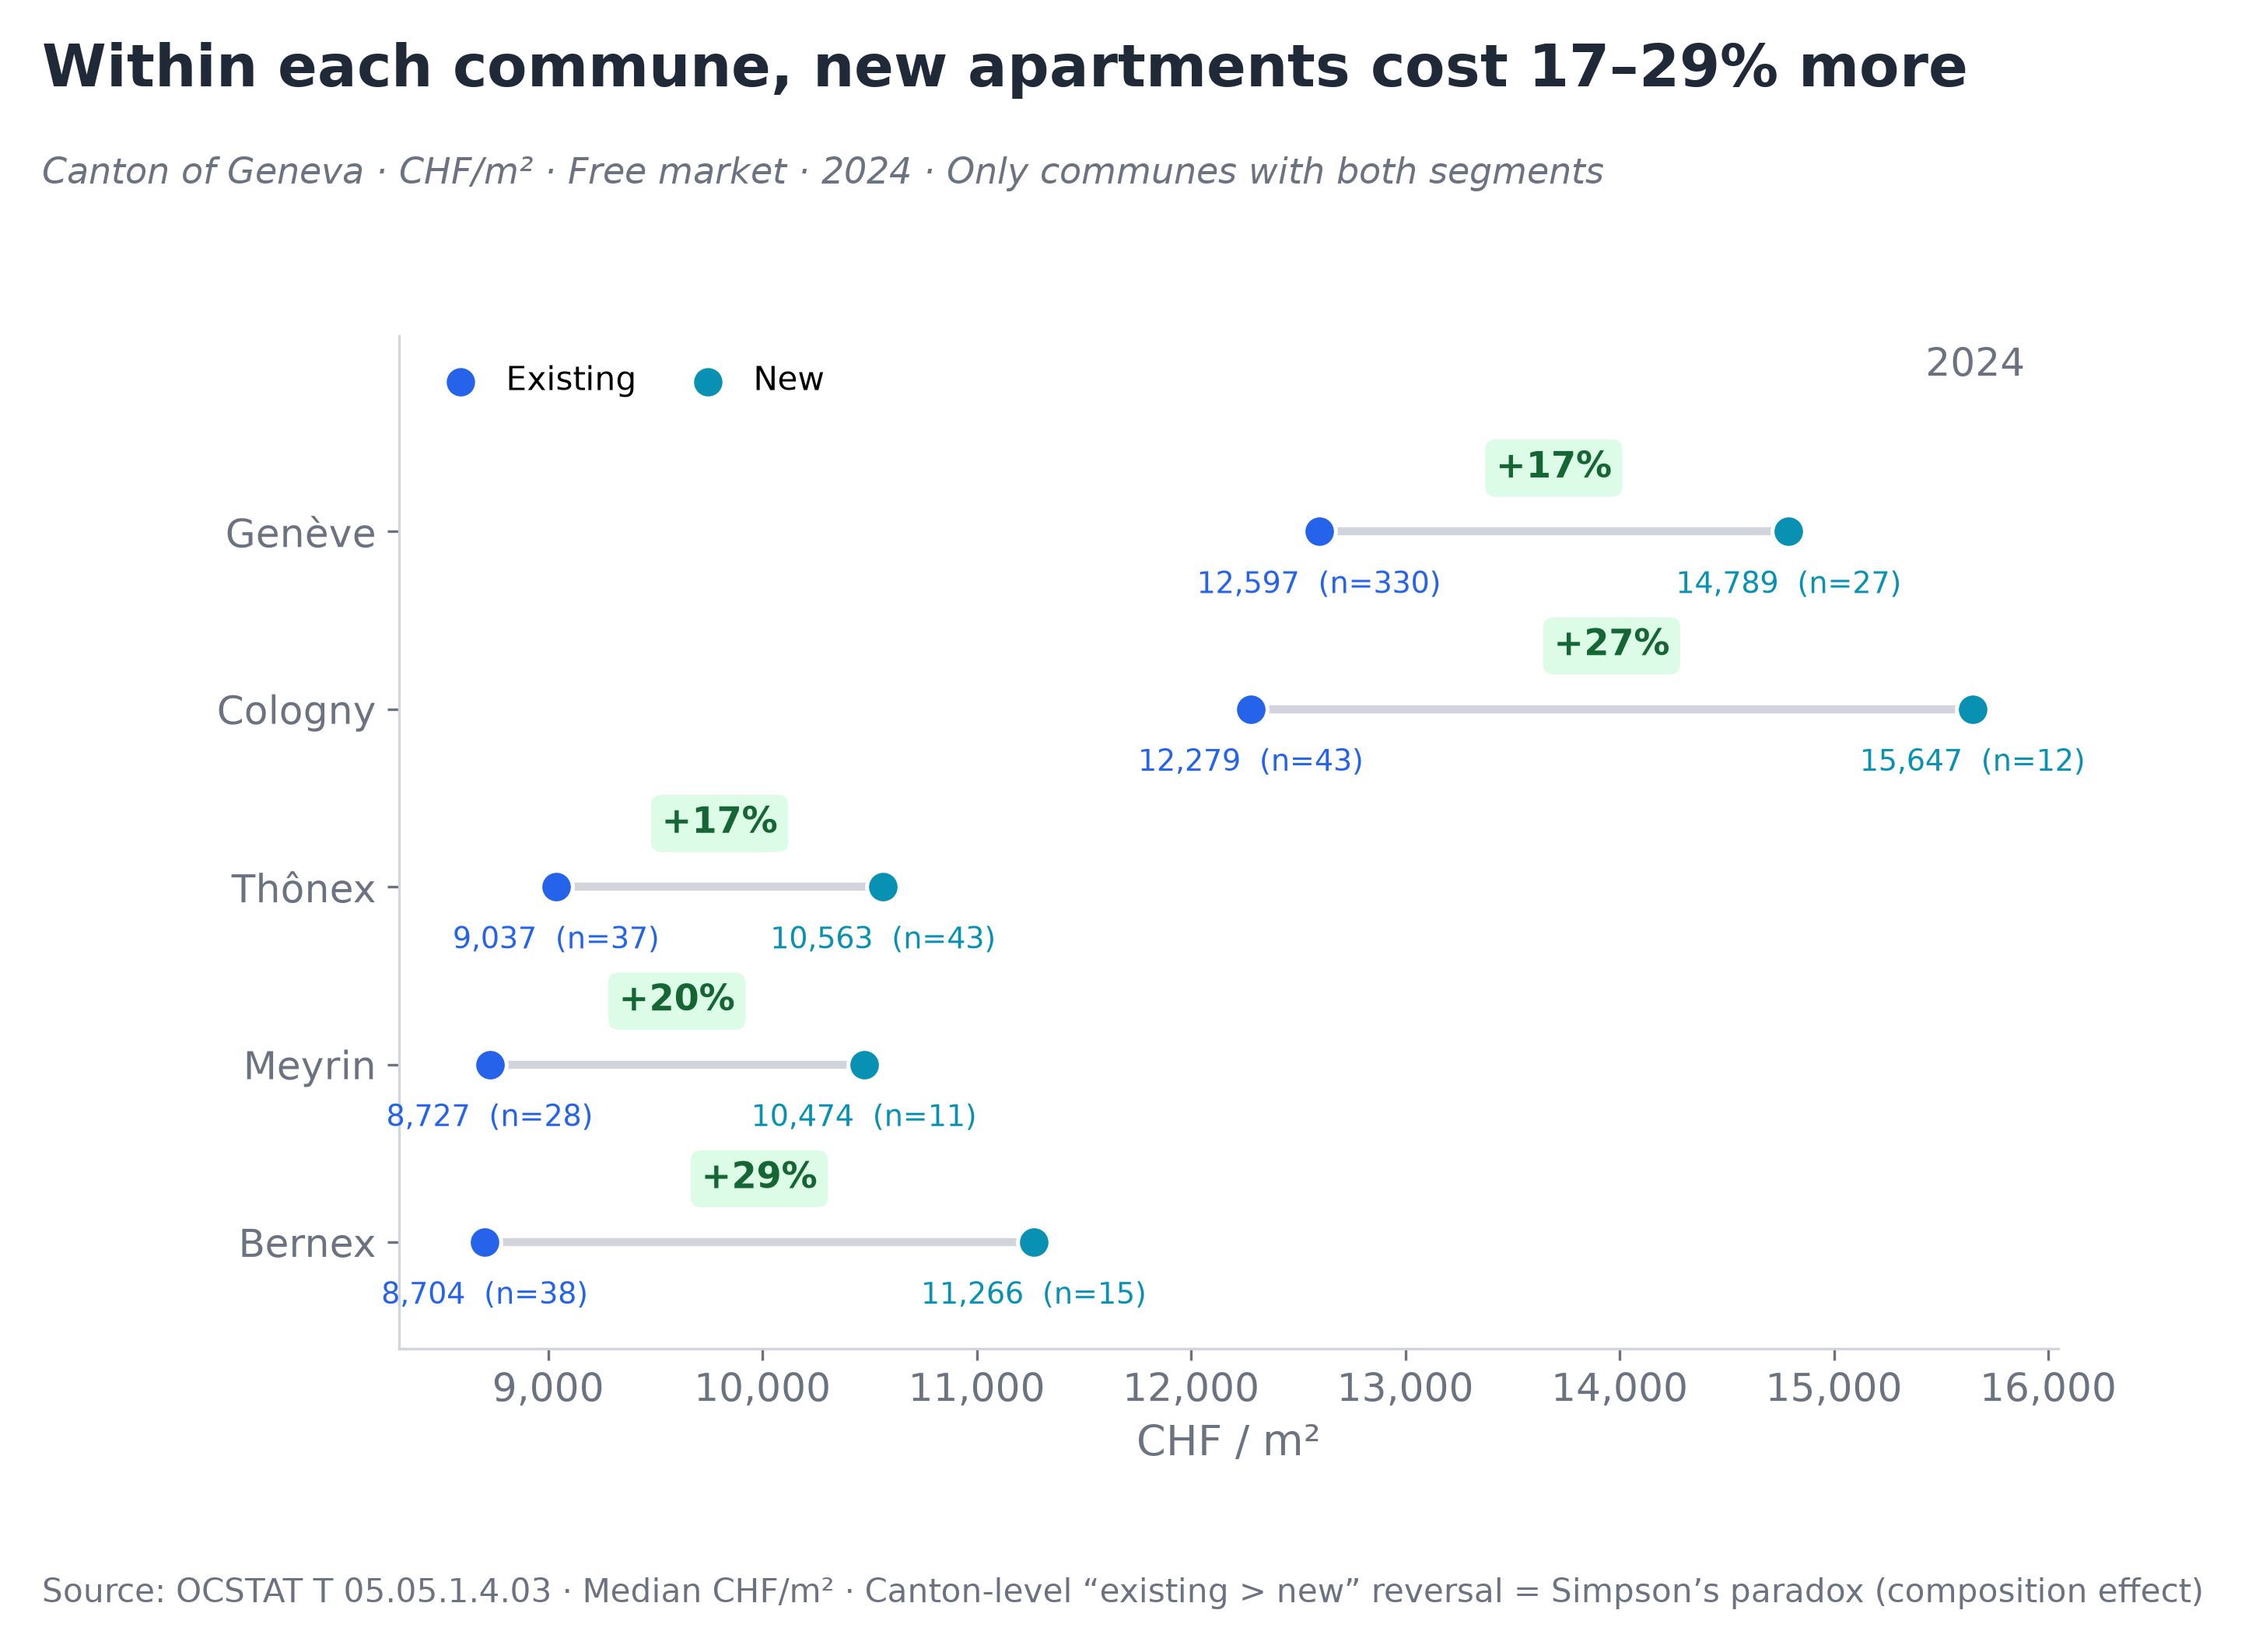 Within each commune, new apartments cost 17–29% more
Canton of Geneva · CHF/m² · Free market · 2024 · Only communes with both segments
Existing New 2024
+17%
Genève
12,597 (n=330) 14,789 (n=27)
+27%
Cologny
12,279 (n=43) 15,647 (n=12)
+17%
Thônex
9,037 (n=37) 10,563 (n=43)
+20%
Meyrin
8,727 (n=28) 10,474 (n=11)
+29%
Bernex
8,704 (n=38) 11,266 (n=15)
9,000 10,000 11,000 12,000 13,000 14,000 15,000 16,000
CHF / m²
Source: OCSTAT T 05.05.1.4.03 · Median CHF/m² · Canton-level “existing > new” reversal = Simpson’s paradox (composition effect)